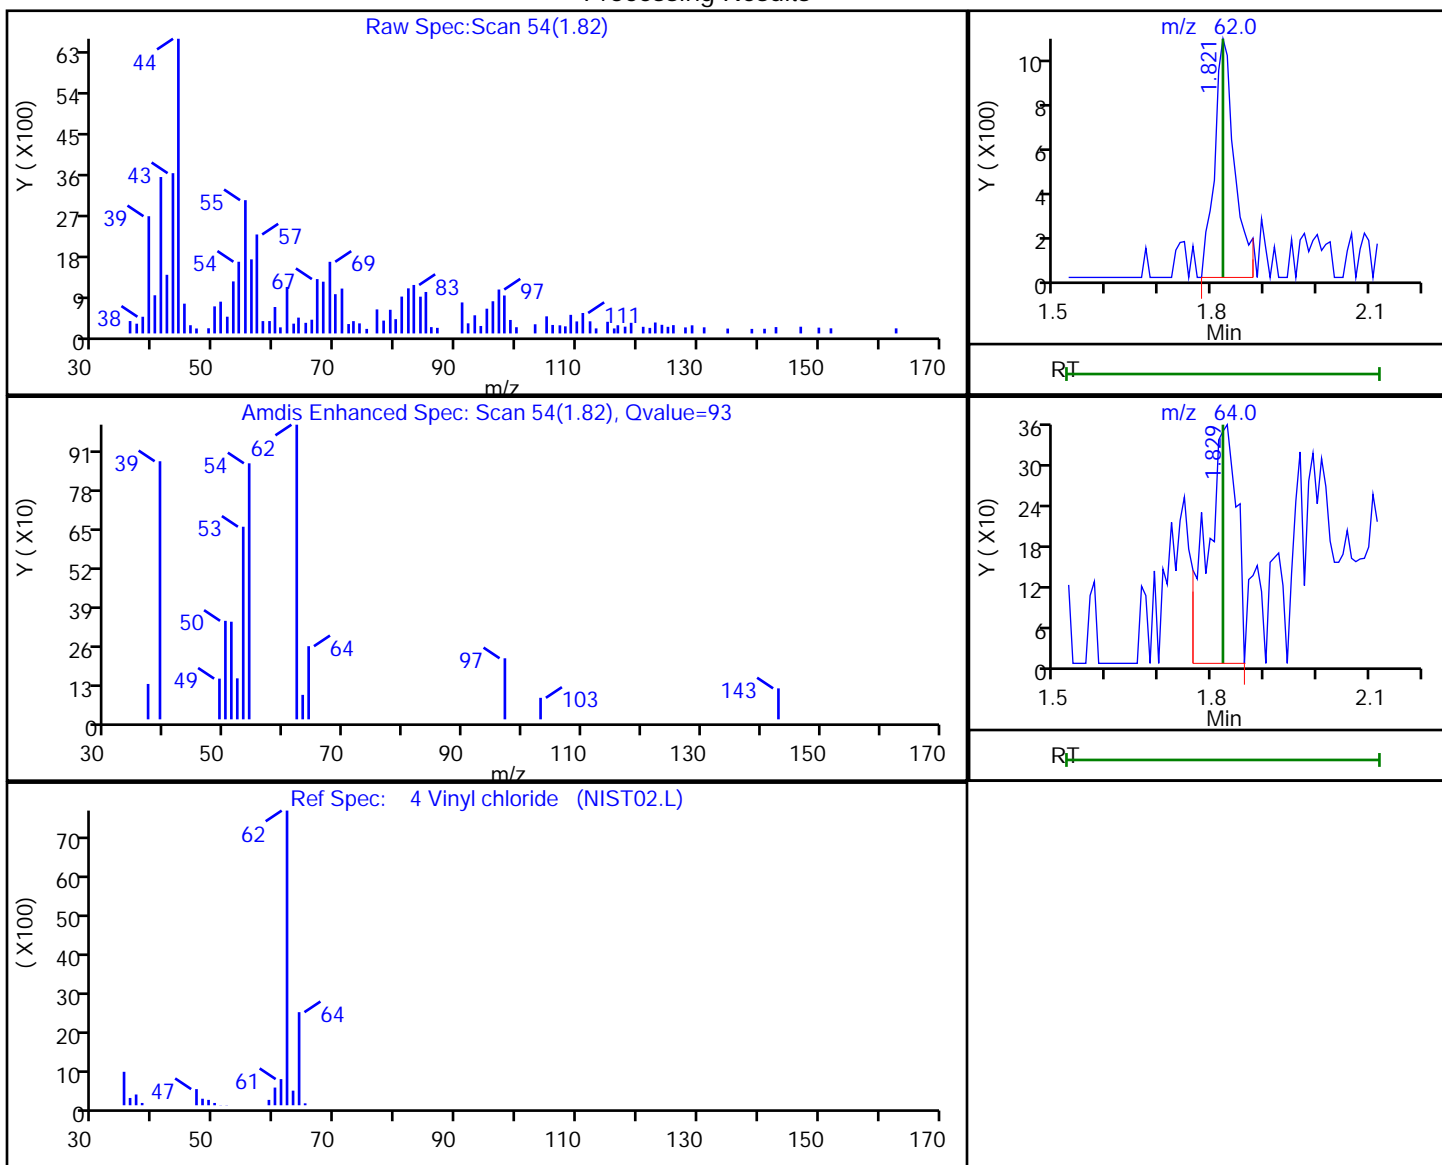 Processing Results
Raw Spec:Scan 54(1.82)
Y ( X100)
63
54
45
36
27
18
9
0
44
43
39
38
55
57
54
67
69
83
97
111
30 50 70 90 110 130 150 170
m/z
m/z 62.0
Y ( X100)
10
8
6
4
2
0
1.821
1.5 1.8 2.1
Min
RT
Amdis Enhanced Spec: Scan 54(1.82), Qvalue=93
Y ( X10)
91
78
65
52
39
26
13
0
39
54
62
53
50
49
64
97
103
143
30 50 70 90 110 130 150 170
m/z
m/z 64.0
Y ( X10)
36
30
24
18
12
6
0
1.829
1.5 1.8 2.1
Min
RT
Ref Spec: 4 Vinyl chloride (NIST02.L)
( X100)
70
60
50
40
30
20
10
0
62
64
47
61
30 50 70 90 110 130 150 170